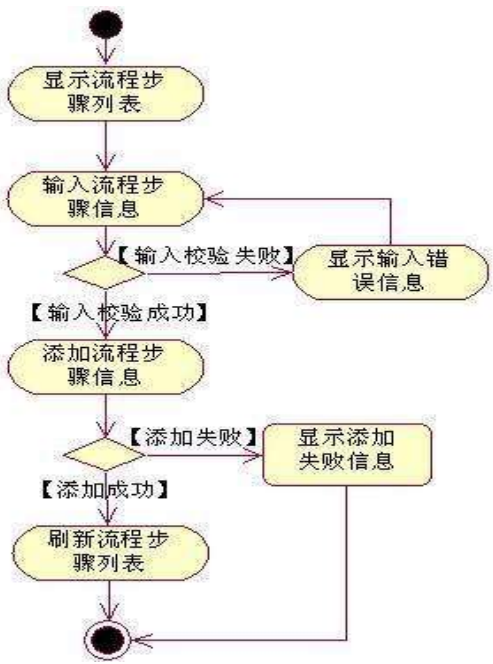 显示流程步
骤列表
输入流程步
骤信息
【输入校验失败】
显示输入错
误信息
【输入校验成功】
添加流程步
骤信息
【添加失败】
显示添加
失败信息
【添加成功】
刷新流程步
骤列表